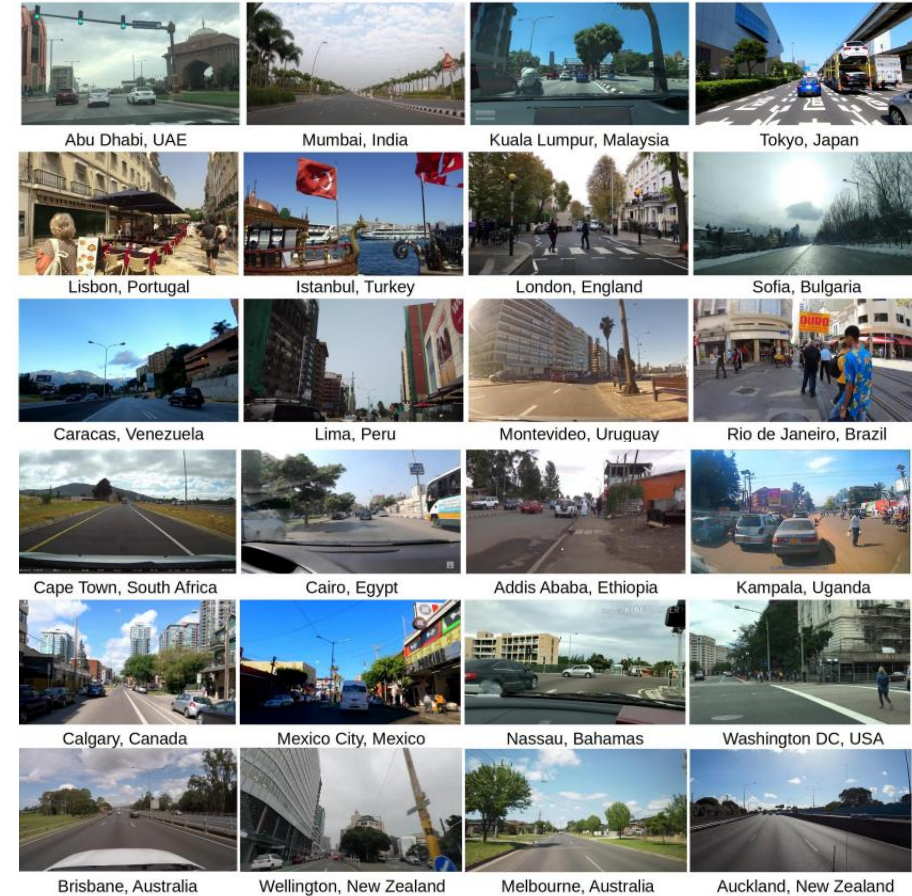 Abu Dhabi, UAE
Mumbai, India
Kuala Lumpur, Malaysia
Tokyo, Japan
Lisbon, Portugal
Istanbul, Turkey
London, England
Sofia, Bulgaria
OURO
Caracas, Venezuela
Lima, Peru
Montevideo, Uruguay
Rio de Janeiro, Brazil
Cape Town, South Africa
Cairo, Egypt
Addis Ababa, Ethiopia
Kampala, Uganda
Calgary, Canada
Mexico City, Mexico
Nassau, Bahamas
Washington DC, USA
Brisbane, Australia
Wellington, New Zealand
Melbourne, Australia
Auckland, New Zealand